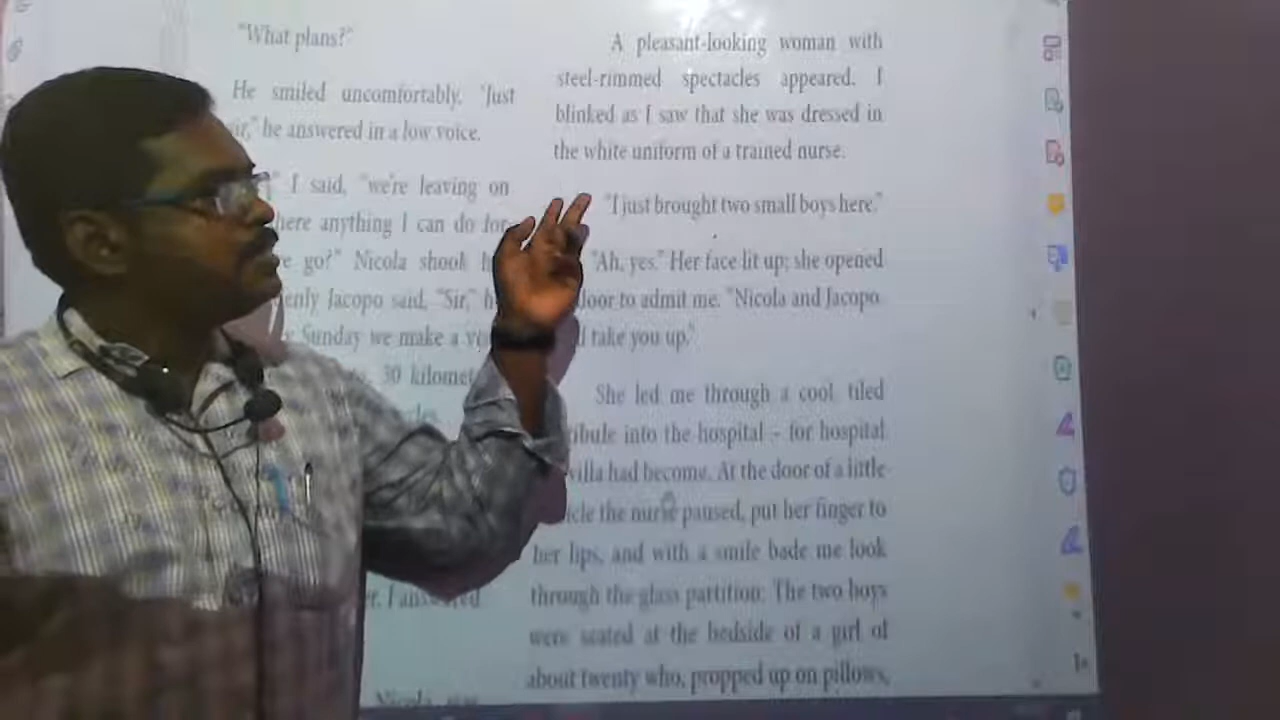 "What plans?"
He smiled uncomfortably. "Just
sir," he answered in a low voice.
I said, "we're leaving on
here anything I can do for
go?" Nicola shook
Jacopo said, "Sir,"
Sunday we make a
30
I answered
Nicola
A pleasant-looking woman with
steel-rimmed spectacles appeared. I
blinked as I saw that she was dressed in
the white uniform of a trained nurse.
"I just brought two small boys here."
"Ah, yes." Her face lit up; she opened
door to admit me. "Nicola and Jacopo
take you up."
She led me through a cool tiled
into the hospital – for hospital
villa had become. At the door of a little
the nurse paused, put her finger to
her lips, and with a smile bade me look
through the glass partition. The two boys
were seated at the bedside of a girl of
about twenty who, propped up on pillows,